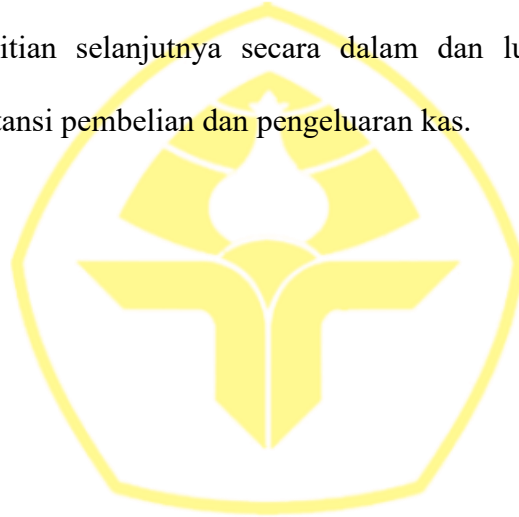 itian selanjutnya secara dalam dan lu
tansi pembelian dan pengeluaran kas.